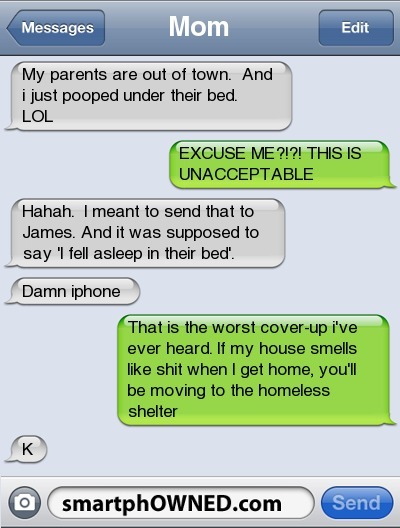 Messages
Mom
Edit
My parents are out of town. And
i just pooped under their bed.
LOL
EXCUSE ME?!?! THIS IS
UNACCEPTABLE
Hahah. I meant to send that to
James. And it was supposed to
say 'I fell asleep in their bed'.
Damn iphone
That is the worst cover-up i've
ever heard. If my house smells
like shit when I get home, you'll
be moving to the homeless
shelter
K
smartphOWNED.com
Send